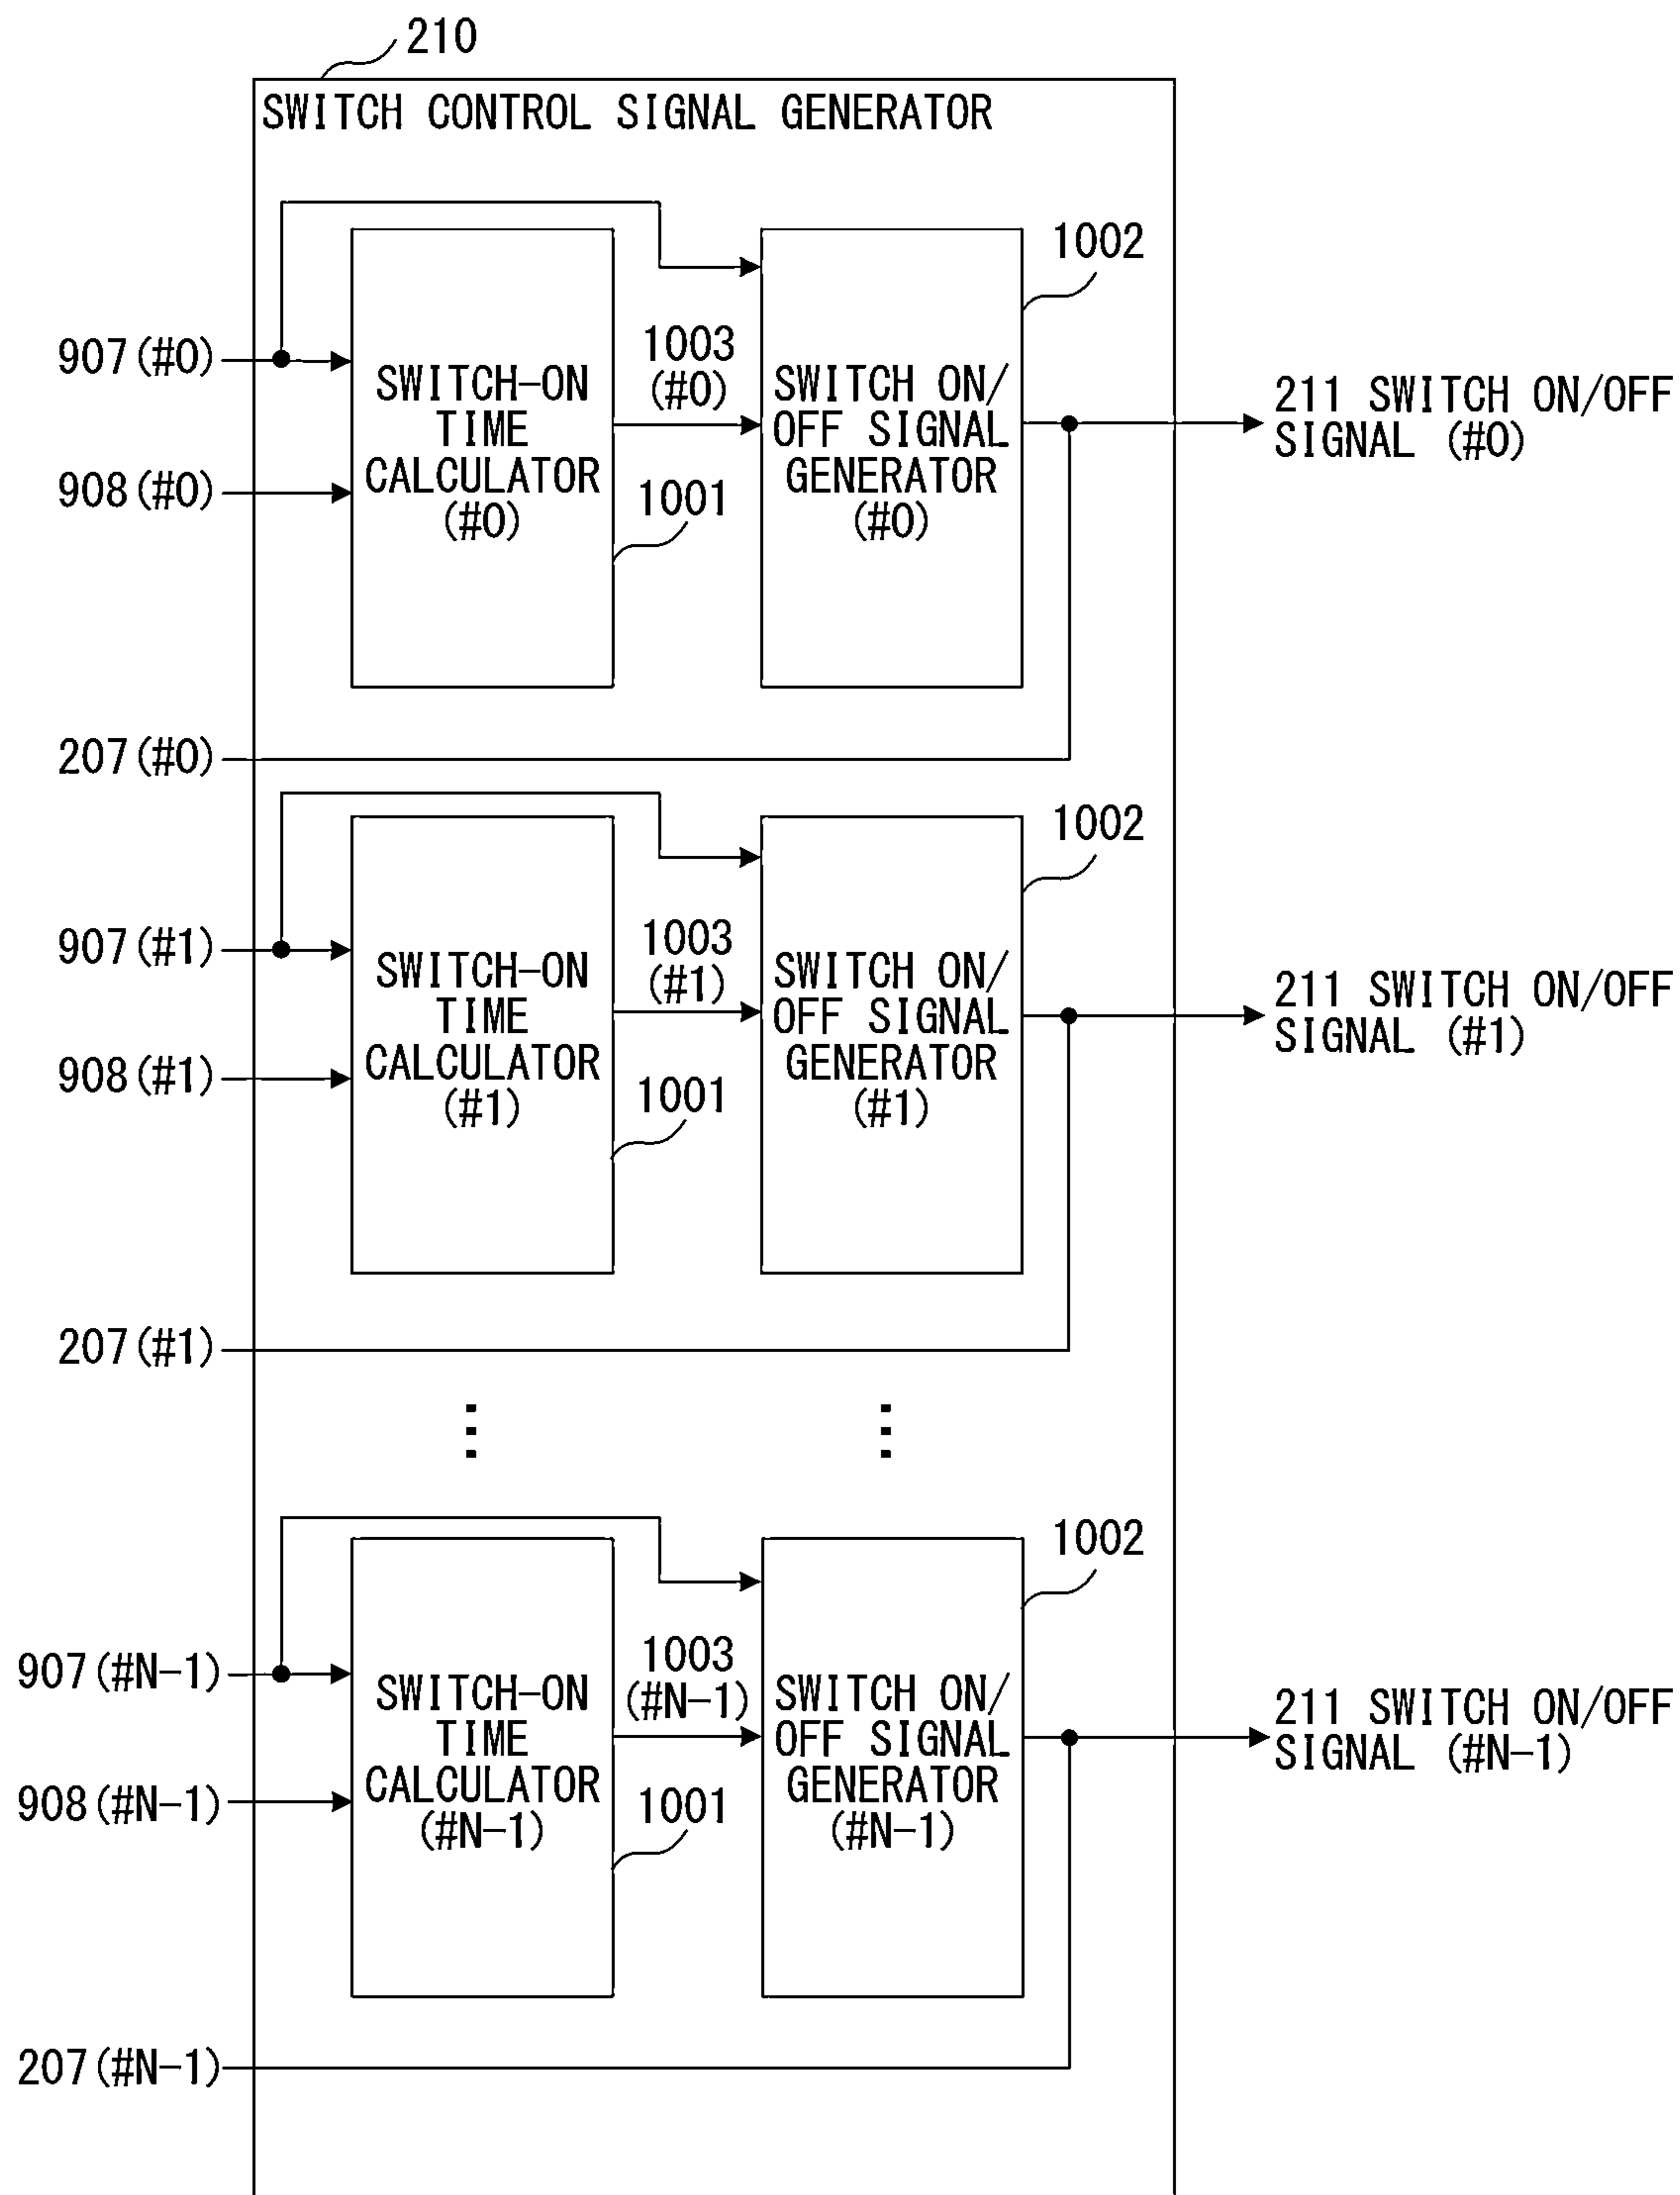 210
SWITCH CONTROL SIGNAL GENERATOR
1002
907(#0)
1003
(#0)
SWITCH-ON
TIME
CALCULATOR
(#0)
SWITCH ON/
OFF SIGNAL
GENERATOR
(#0)
211 SWITCH ON/OFF
SIGNAL (#0)
908(#0)
1001
207(#0)
1002
907(#1)
1003
(#1)
SWITCH-ON
TIME
CALCULATOR
(#1)
SWITCH ON/
OFF SIGNAL
GENERATOR
(#1)
211 SWITCH ON/OFF
SIGNAL (#1)
908(#1)
1001
207(#1)
1002
907(#N-1)
1003
(#N-1)
SWITCH-ON
TIME
CALCULATOR
(#N-1)
SWITCH ON/
OFF SIGNAL
GENERATOR
(#N-1)
211 SWITCH ON/OFF
SIGNAL (#N-1)
908(#N-1)
1001
207(#N-1)